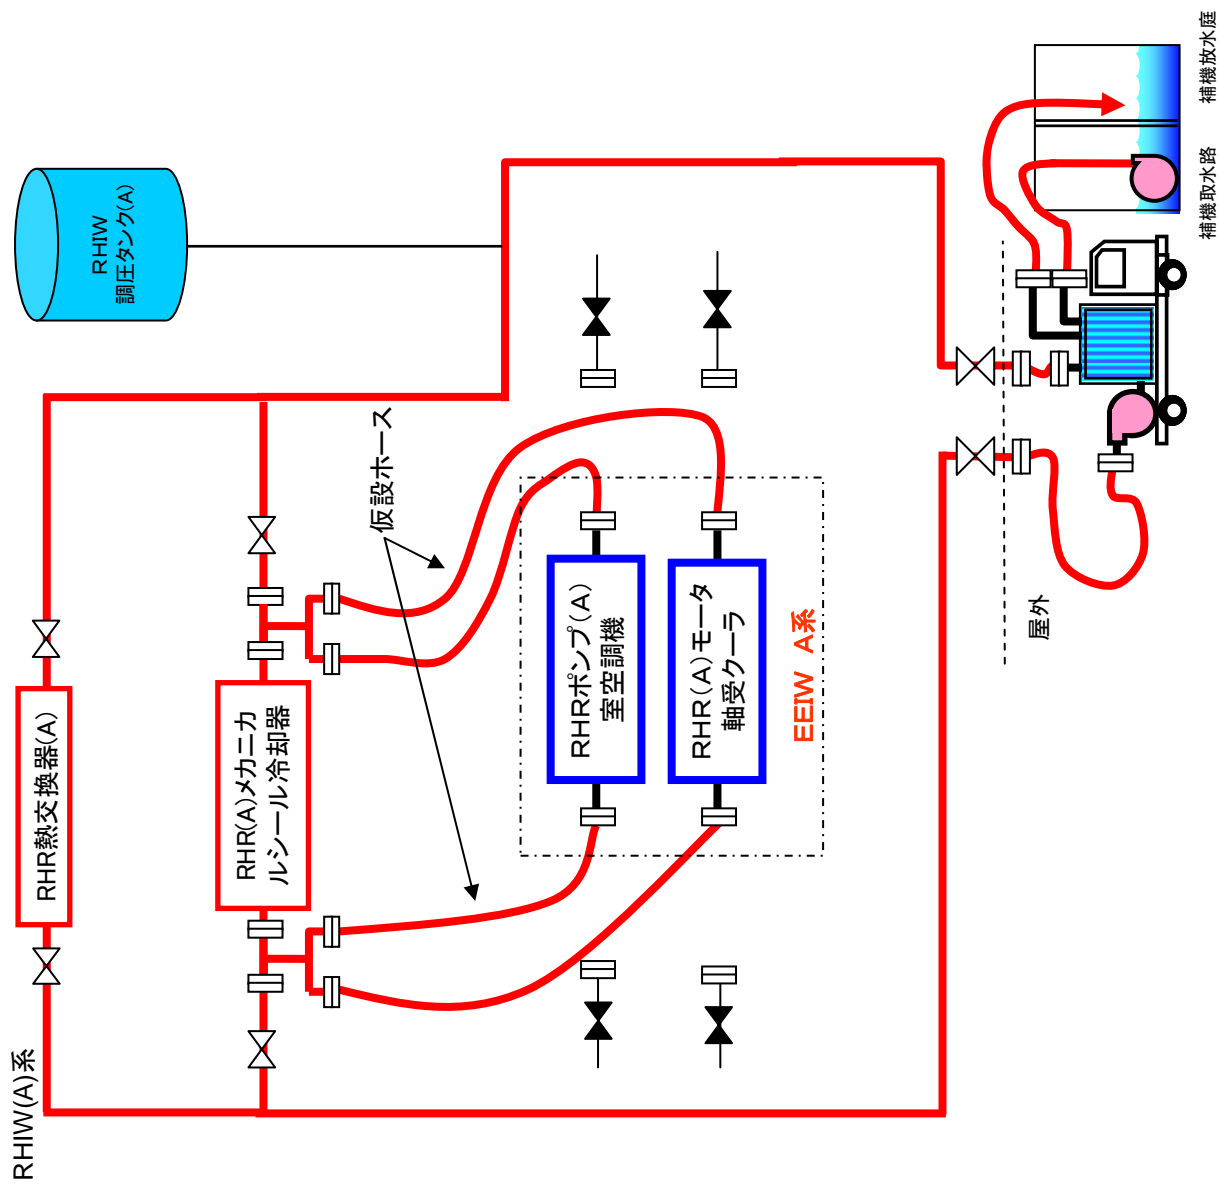 RHIW(A)系
RHR熱交換器(A)
RHIW
調圧タンク(A)
RHR(A)メカニカ
ルシール冷却器
仮設ホース
RHRポンプ(A)
室空調機
RHR(A)モータ
軸受クーラ
EEIW A系
屋外
補機取水路
補機放水庭